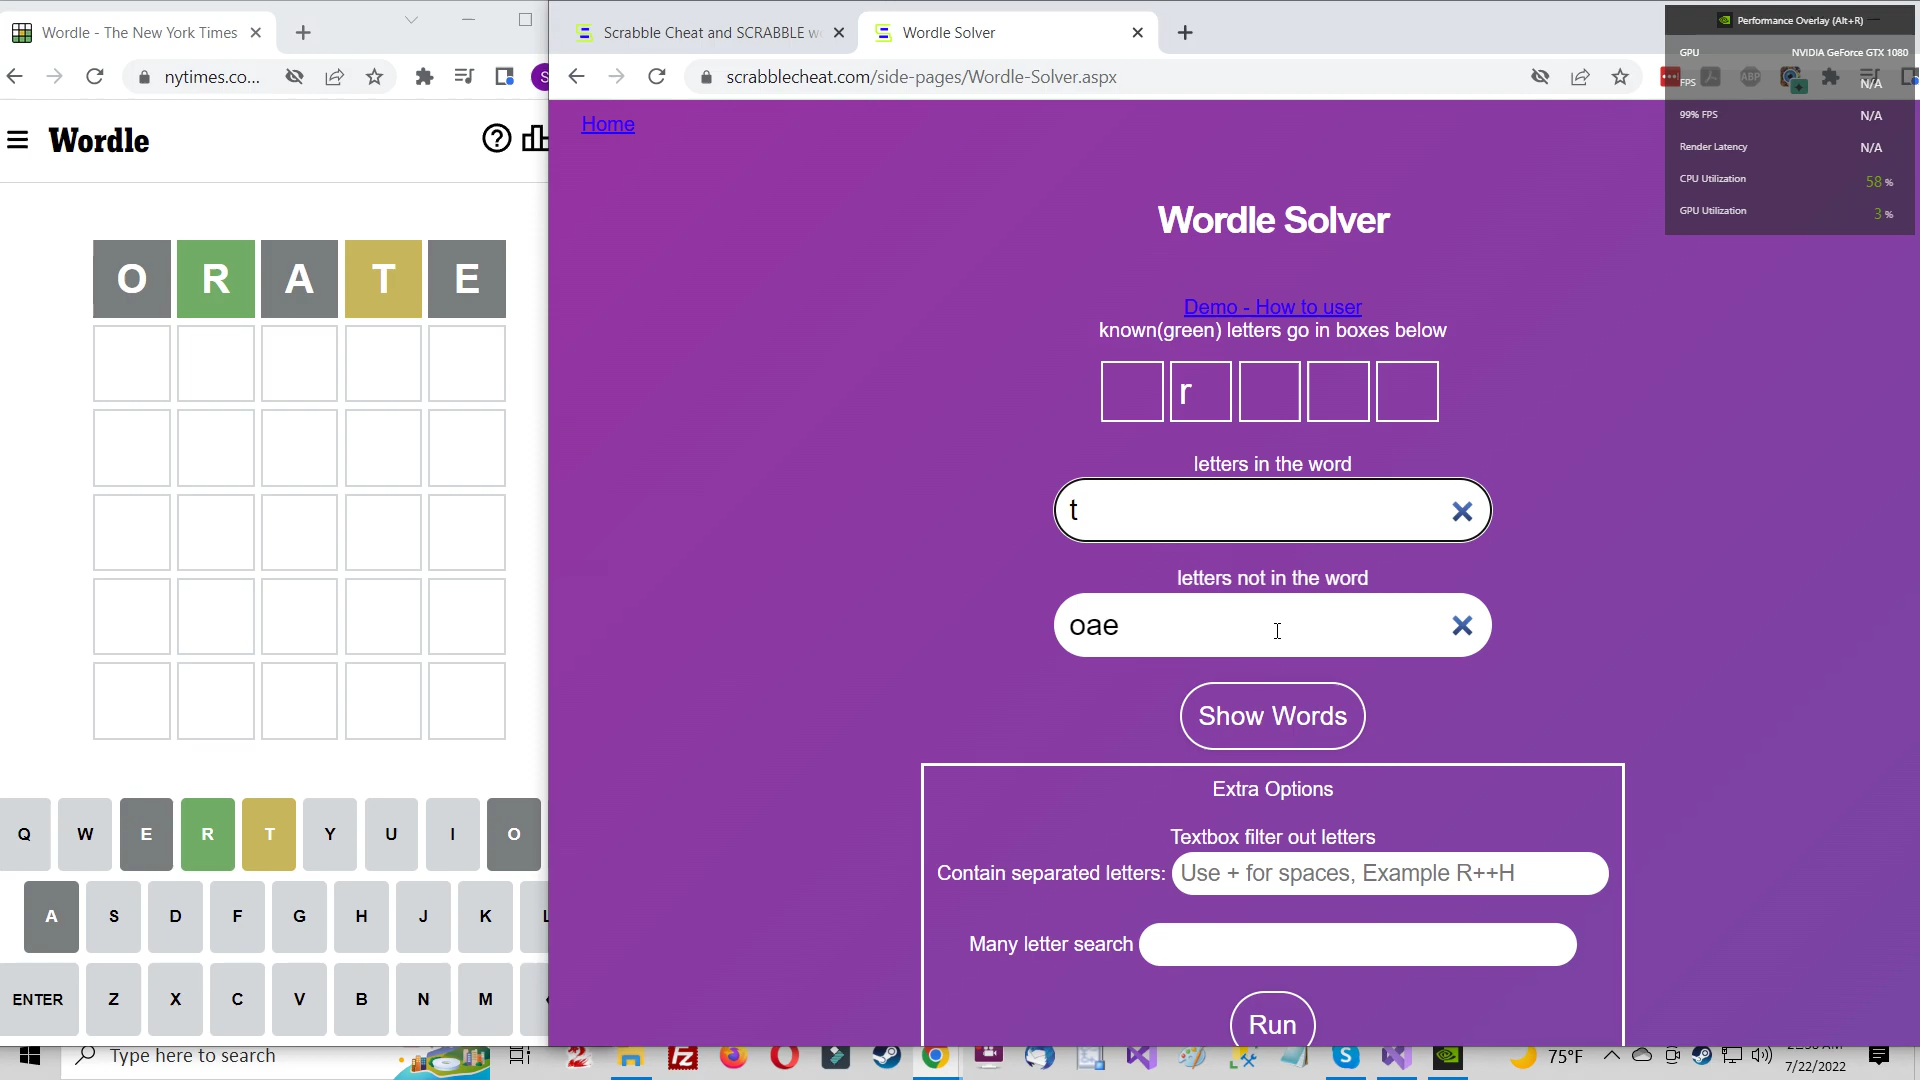 Wordle - The New York Times
nytimes.co...
Wordle
O R A T E
Q W E R T Y U I O
A S D F G H J K L
ENTER Z X C V B N M
Scrabble Cheat and SCRABBLE w
Wordle Solver
scrabblecheat.com/side-pages/Wordle-Solver.aspx
ABP
Home
Wordle Solver
Demo - How to user
known(green) letters go in boxes below
r
letters in the word
t
letters not in the word
oae
Show Words
Extra Options
Textbox filter out letters
Contain separated letters: Use + for spaces, Example R++H
Many letter search
Run
Performance Overlay (Alt+R)
GPU NVIDIA GeForce GTX 1080
FPS N/A
99% FPS N/A
Render Latency N/A
CPU Utilization 58 %
GPU Utilization 3 %
Type here to search
75°F
7/22/2022